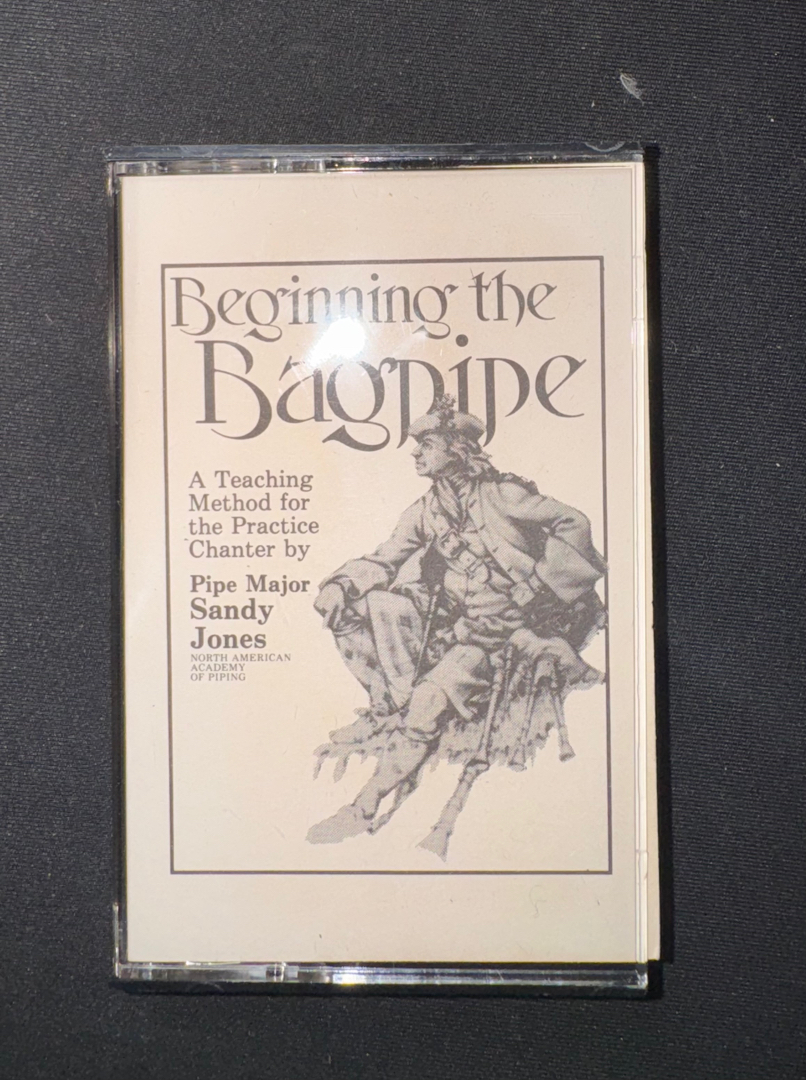 Beginning the
Bagpipe
A Teaching
Method for
the Practice
Chanter by
Pipe Major
Sandy
Jones
NORTH AMERICAN
ACADEMY
OF PIPING